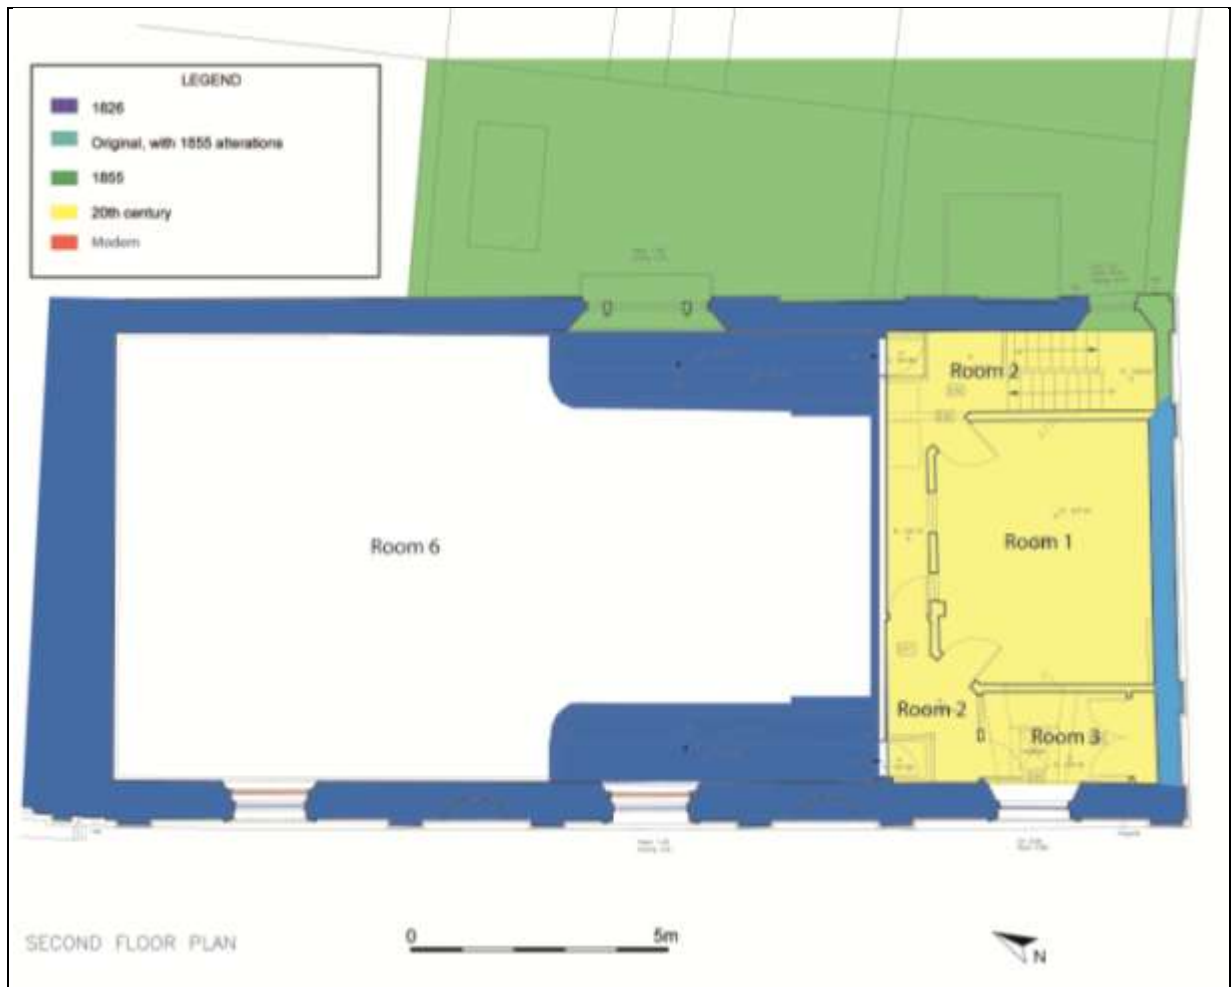 LEGEND
1826
Original, with 1855 alterations
1855
20th century
Modern
Room 2
Room 6
Room 1
Room 2
Room 3
SECOND FLOOR PLAN
0 5m
N